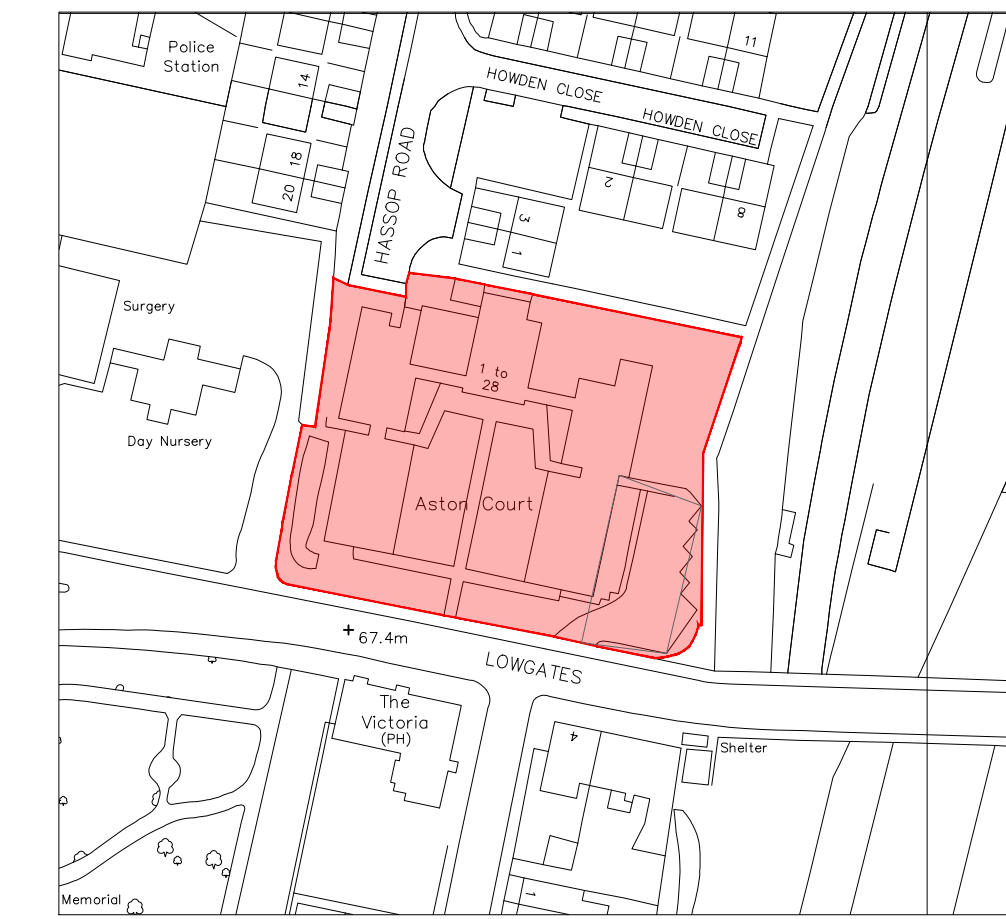 Police
Station
11
14
HOWDEN CLOSE
HOWDEN CLOSE
HASSOP ROAD
18
20
2
8
3
1
Surgery
1 to
28
Day Nursery
Aston Court
67.4m
LOWGATES
The
Victoria
(PH)
4
Shelter
1
Memorial